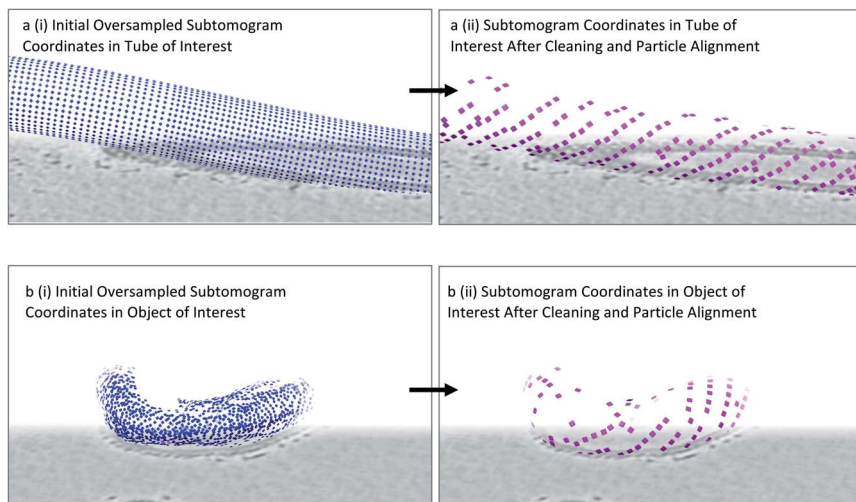 a (i) Initial Oversampled Subtomogram
Coordinates in Tube of Interest
a (ii) Subtomogram Coordinates in Tube of
Interest After Cleaning and Particle Alignment
b (i) Initial Oversampled Subtomogram
Coordinates in Object of Interest
b (ii) Subtomogram Coordinates in Object of
Interest After Cleaning and Particle Alignment